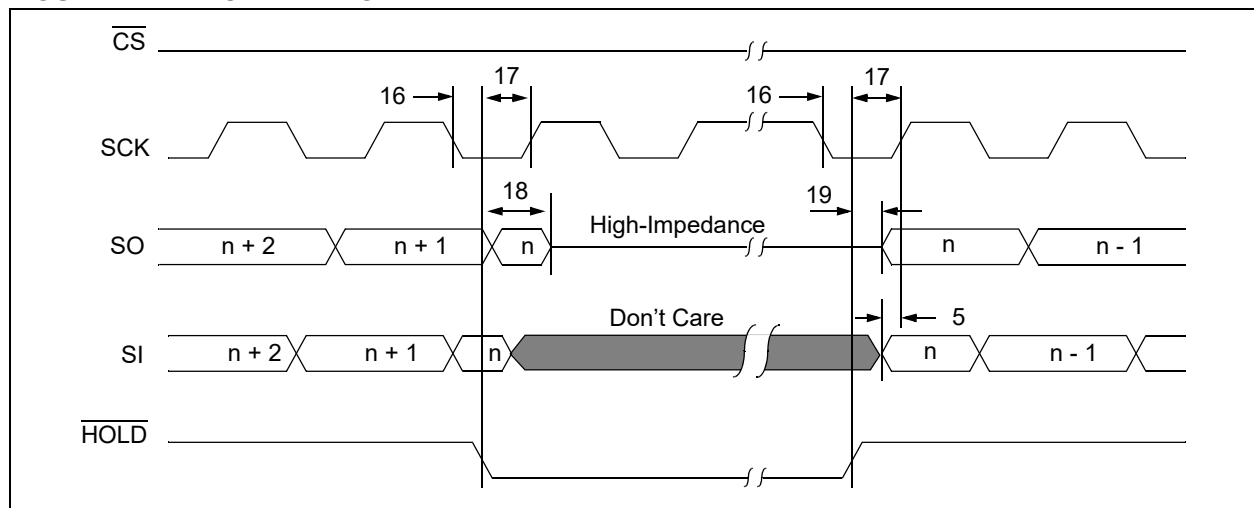 CS
16
17
16
17
SCK
18
High-Impedance
19
SO
n + 2
n + 1
n
n
n - 1
Don't Care
5
SI
n + 2
n + 1
n
n
n - 1
HOLD